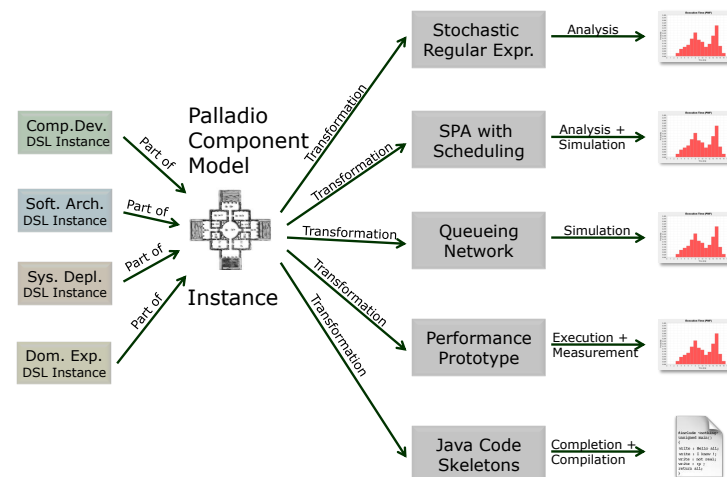 Comp.Dev.
DSL Instance
Soft. Arch.
DSL Instance
Sys. Depl.
DSL Instance
Dom. Exp.
DSL Instance
Part of
Part of
Part of
Part of
Palladio
Component
Model
Instance
Transformation
Transformation
Transformation
Transformation
Transformation
Stochastic
Regular Expr.
Analysis
SPA with
Scheduling
Analysis +
Simulation
Queueing
Network
Simulation
Performance
Prototype
Execution +
Measurement
Java Code
Skeletons
Completion +
Compilation